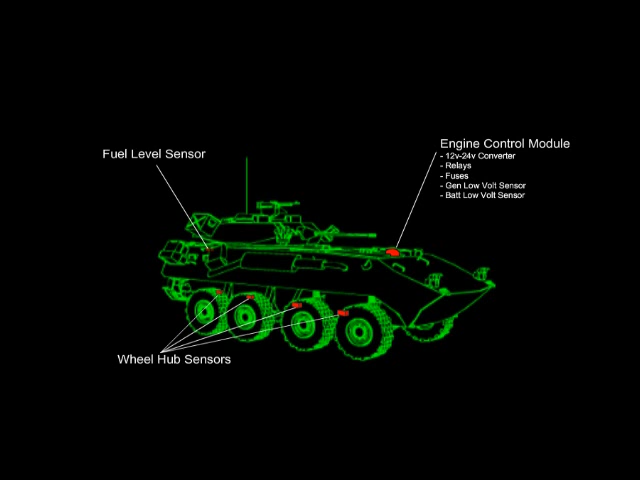 Fuel Level Sensor
Engine Control Module
- 12v-24v Converter
- Relays
- Fuses
- Gen Low Volt Sensor
- Batt Low Volt Sensor
Wheel Hub Sensors